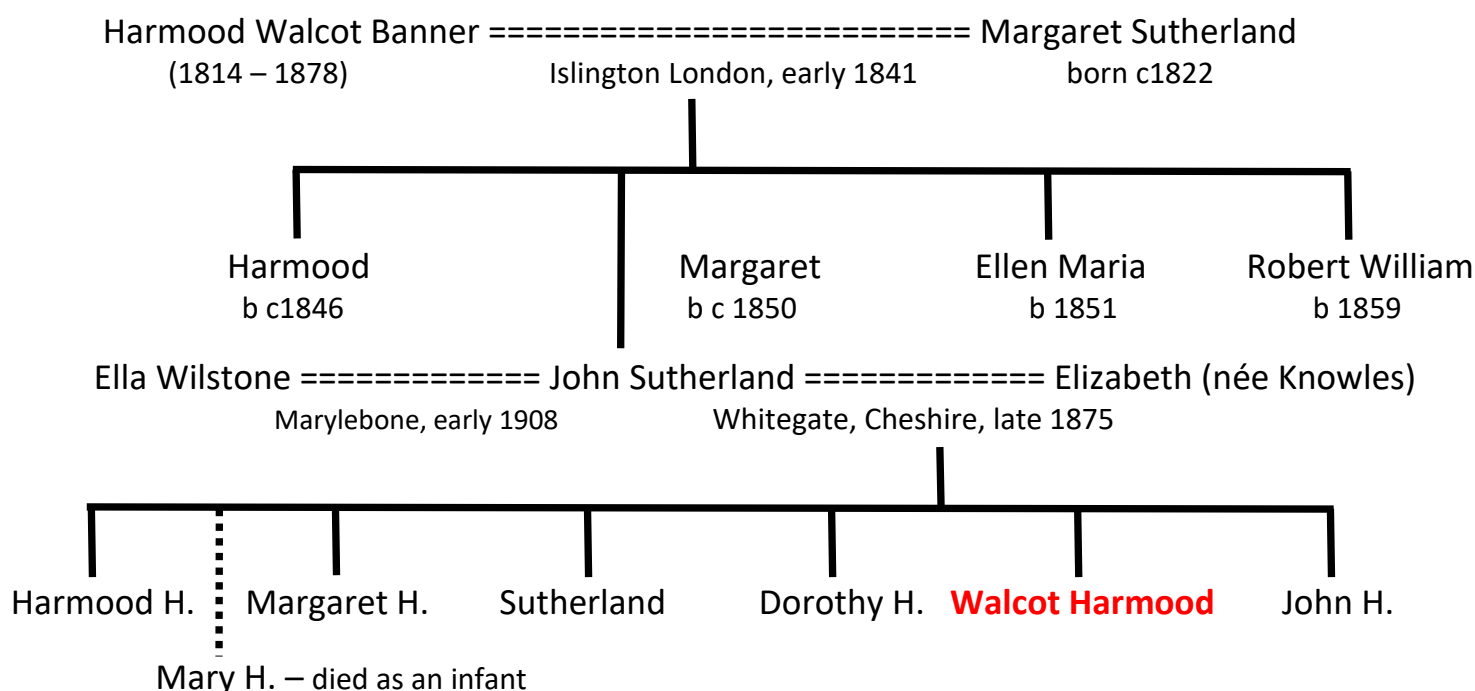 Harmood Walcot Banner ========================== Margaret Sutherland
(1814 – 1878) Islington London, early 1841 born c1822
Harmood Margaret Ellen Maria Robert William
b c1846 b c 1850 b 1851 b 1859
Ella Wilstone ============= John Sutherland ============= Elizabeth (née Knowles)
Marylebone, early 1908 Whitegate, Cheshire, late 1875
Harmood H. Margaret H. Sutherland Dorothy H. Walcot Harmood John H.
Mary H. – died as an infant